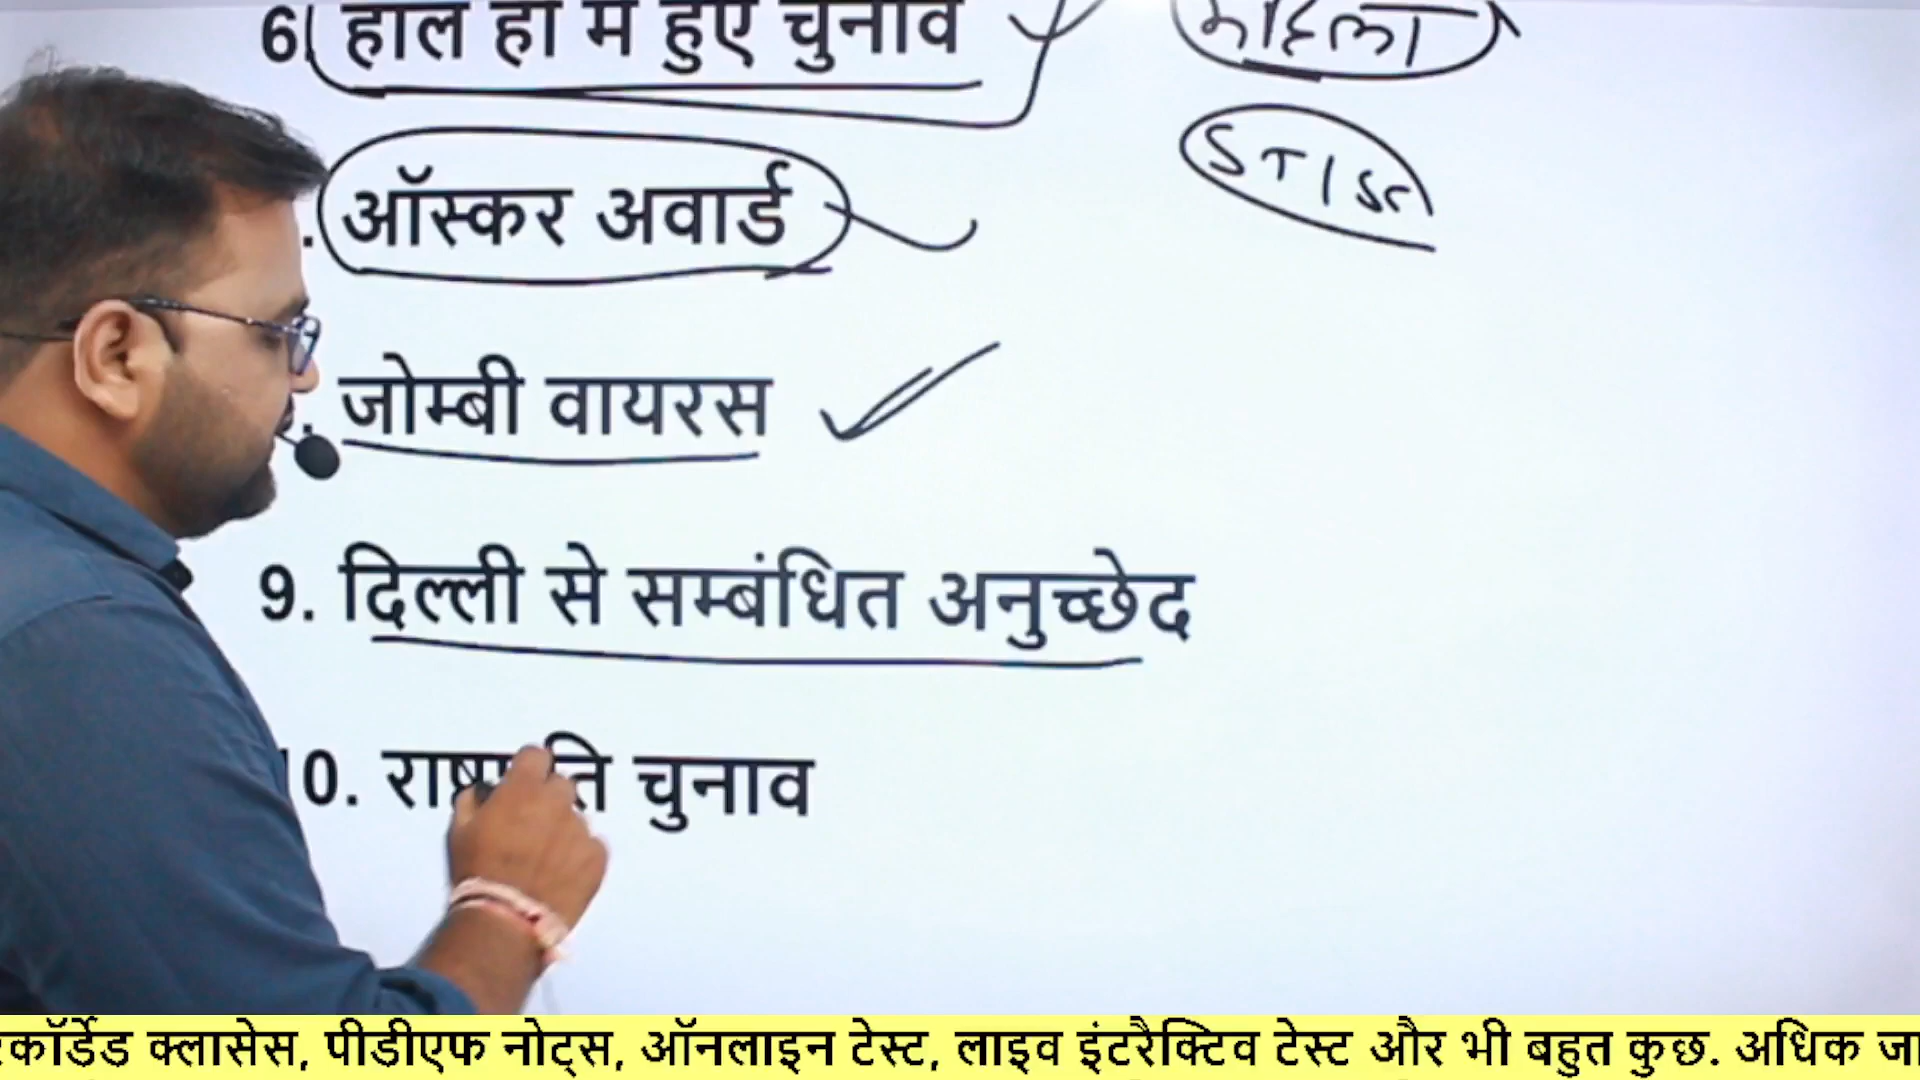 6. हाल ही में हुए चुनाव
महिला
ST/SC
. ऑस्कर अवार्ड
. जोम्बी वायरस
9. दिल्ली से सम्बंधित अनुच्छेद
10. चुनाव
क्लासेस, पीडीएफ नोट्स, ऑनलाइन टेस्ट, लाइव इंटरैक्टिव टेस्ट और भी बहुत कुछ. अधिक